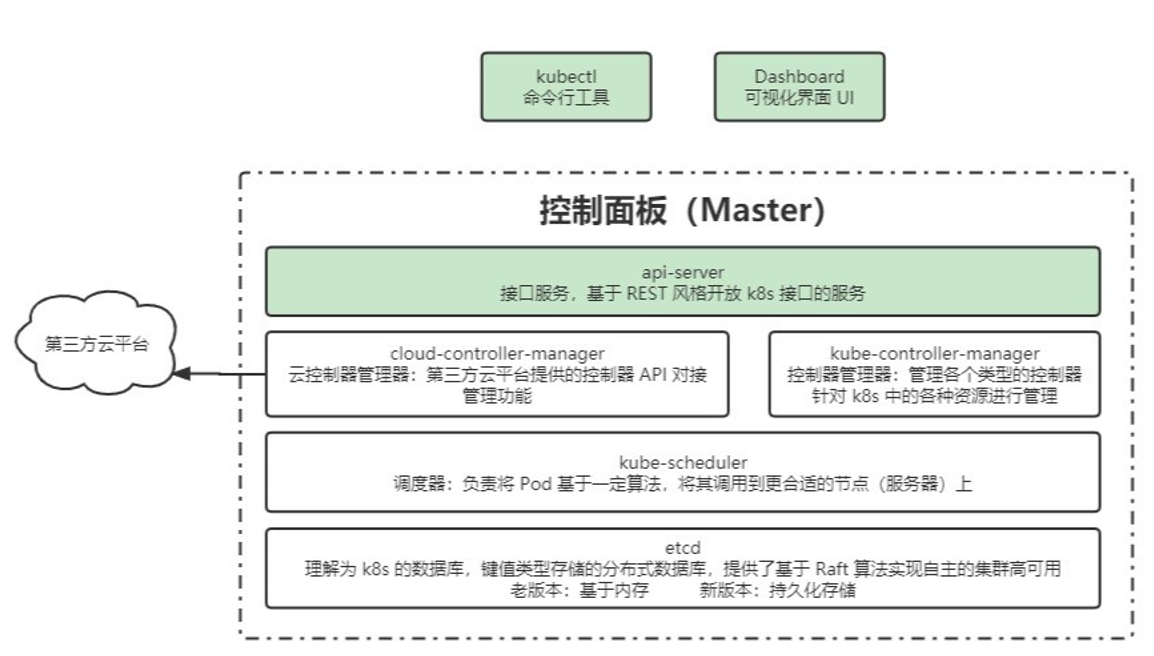 kubectl
命令行工具
Dashboard
可视化界面 UI
控制面板（Master）
api-server
接口服务，基于 REST 风格开放 k8s 接口的服务
第三方云平台
cloud-controller-manager
云控制器管理器：第三方云平台提供的控制器 API 对接
管理功能
kube-controller-manager
控制器管理器：管理各个类型的控制器
针对 k8s 中的各种资源进行管理
kube-scheduler
调度器：负责将 Pod 基于一定算法，将其调用到更合适的节点（服务器）上
etcd
理解为 k8s 的数据库，键值类型存储的分布式数据库，提供了基于 Raft 算法实现自主的集群高可用
老版本：基于内存 新版本：持久化存储